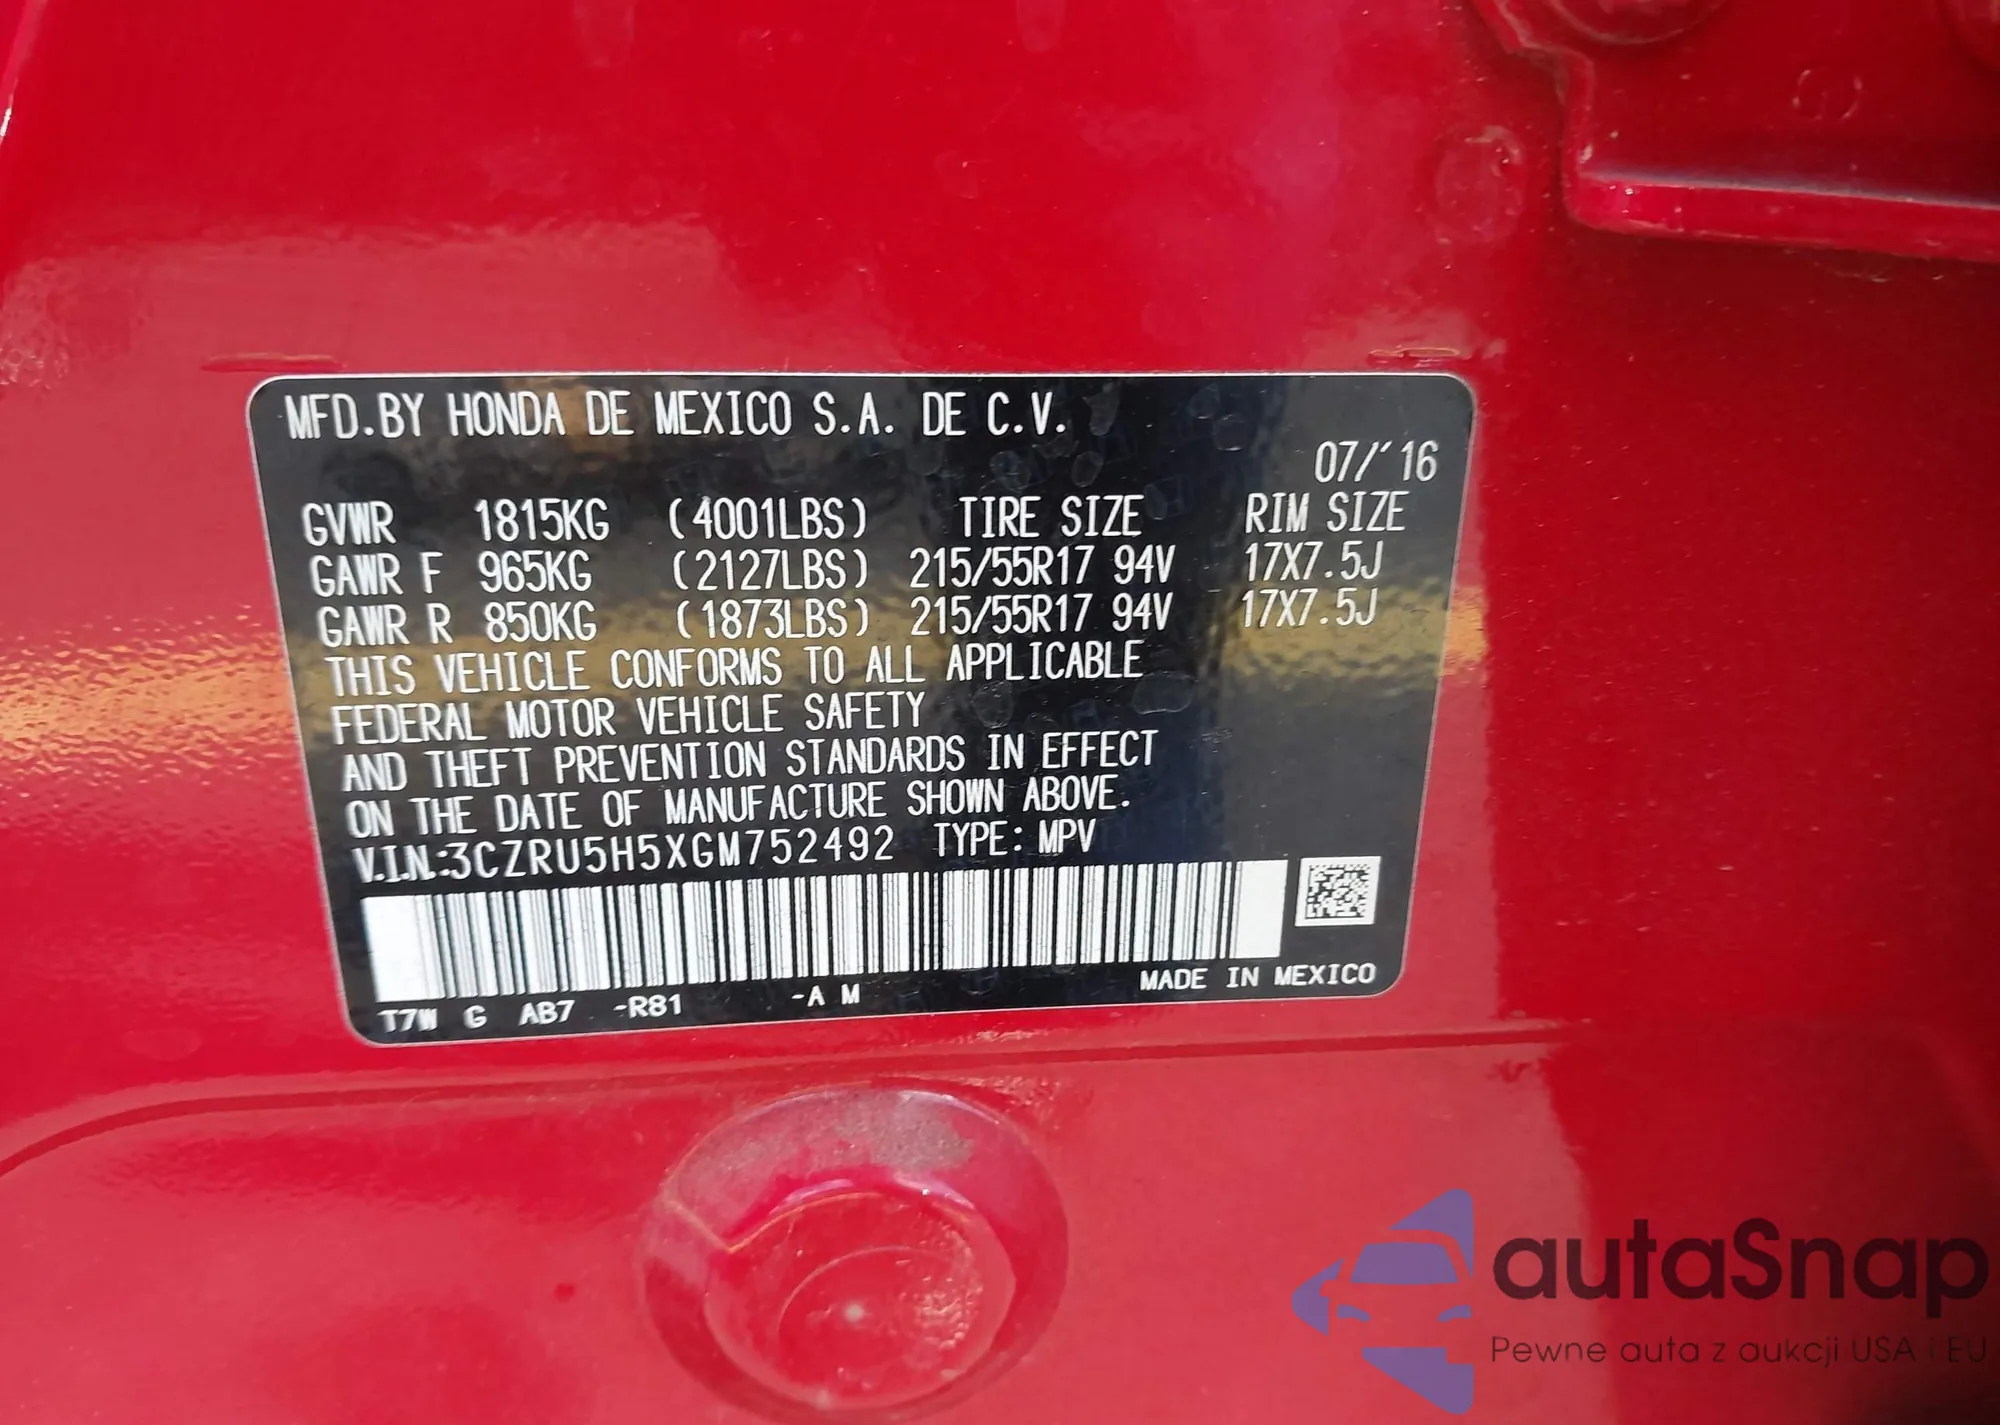 MFD.BY HONDA DE MEXICO S.A. DE C.V.
07/'16
GVWR 1815KG (4001LBS) TIRE SIZE RIM SIZE
GAWR F 965KG (2127LBS) 215/55R17 94V 17X7.5J
GAWR R 850KG (1873LBS) 215/55R17 94V 17X7.5J
THIS VEHICLE CONFORMS TO ALL APPLICABLE
FEDERAL MOTOR VEHICLE SAFETY
AND THEFT PREVENTION STANDARDS IN EFFECT
ON THE DATE OF MANUFACTURE SHOWN ABOVE.
V.I.N.:3CZRU5H5XGM752492 TYPE: MPV
MADE IN MEXICO
T7W G AB7 -R81 -A M
autaSnap
Pewne auta z aukcji USA i EU